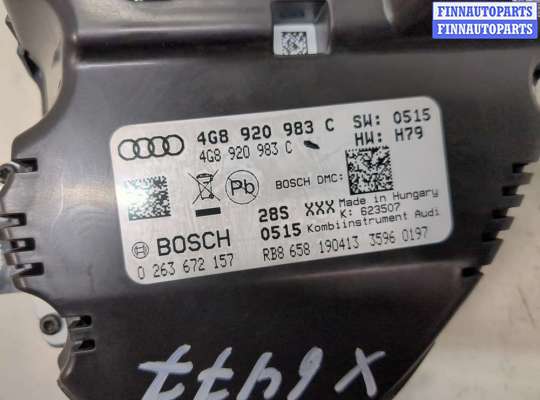 FINNAUTOPARTS
FINNAUTOPARTS
4G8 920 983 C
SW: 0515
4G8 920 983 C
HW: H79
Pb
BOSCH DMC:
28S XXX Made in Hungary
K: 623507
BOSCH
0515 Kombiinstrument Audi
0 263 672 157
RB8 658 190413 3596 0197